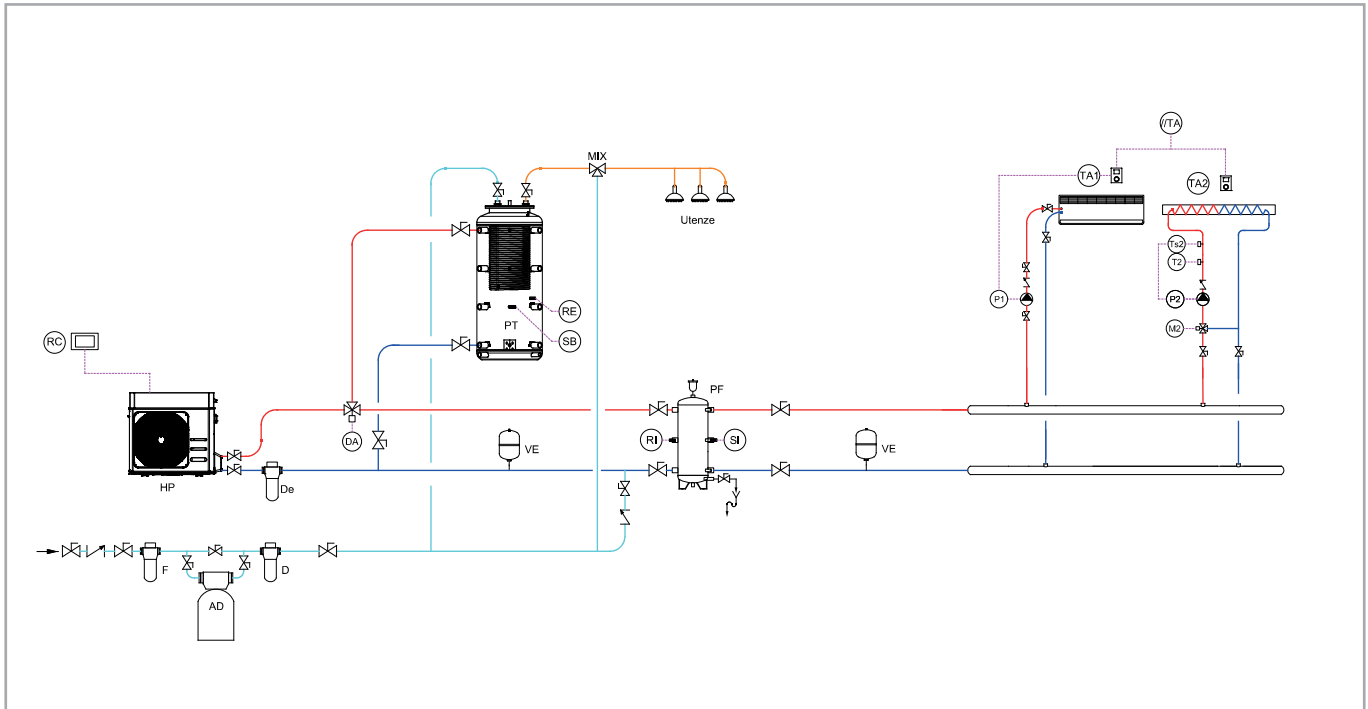 //TA
MIX
TA1
TA2
Utenze
Ts2
T2
P1
P2
RE
PT
SB
M2
RC
PF
DA
RI
SI
VE
VE
HP
De
F
D
AD